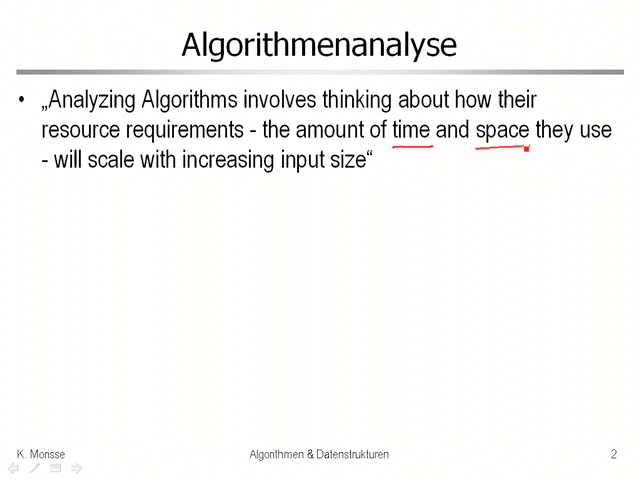 Algorithmenanalyse
• „Analyzing Algorithms involves thinking about how their
resource requirements - the amount of time and space they use
- will scale with increasing input size“
K. Morisse
Algorithmen & Datenstrukturen
2